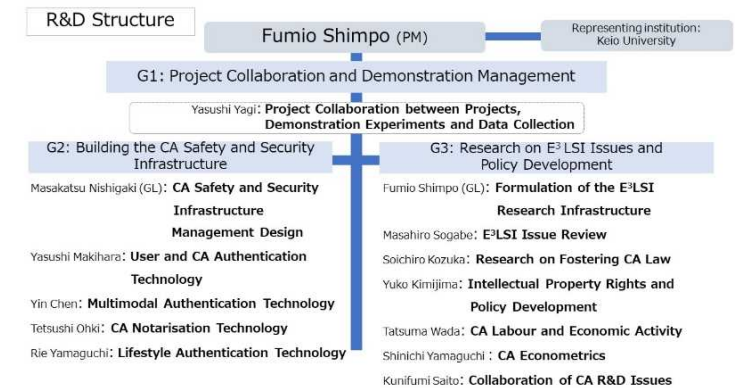 R&D Structure
Fumio Shimpo (PM)
Representing institution:
Keio University
G1: Project Collaboration and Demonstration Management
Yasushi Yagi: Project Collaboration between Projects,
Demonstration Experiments and Data Collection
G2: Building the CA Safety and Security
Infrastructure
Masakatsu Nishigaki (GL): CA Safety and Security
Infrastructure
Management Design
Yasushi Makihara: User and CA Authentication
Technology
Yin Chen: Multimodal Authentication Technology
Tetsushi Ohki: CA Notarisation Technology
Rie Yamaguchi: Lifestyle Authentication Technology
G3: Research on E³ LSI Issues and
Policy Development
Fumio Shimpo (GL): Formulation of the E³LSI
Research Infrastructure
Masahiro Sogabe: E³LSI Issue Review
Soichiro Kozuka: Research on Fostering CA Law
Yuko Kimijima: Intellectual Property Rights and
Policy Development
Tatsuma Wada: CA Labour and Economic Activity
Shinichi Yamaguchi : CA Econometrics
Kunifumi Saito: Collaboration of CA R&D Issues